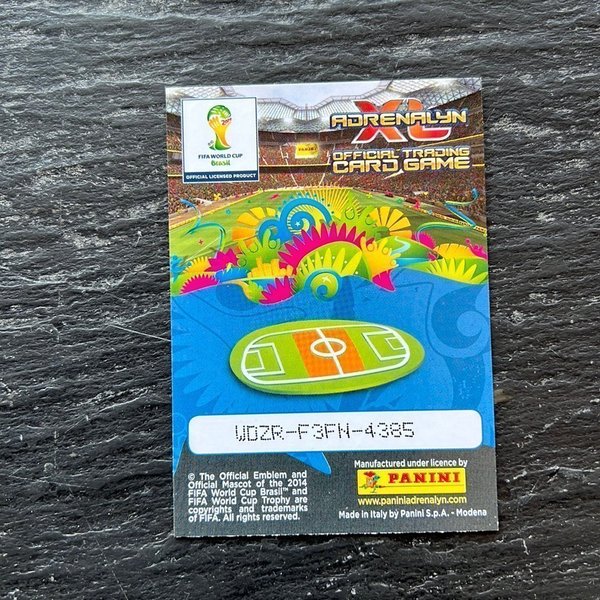 FIFA WORLD CUP
Brasil
OFFICIAL LICENSED PRODUCT
ADRENALYN
XL
OFFICIAL TRADING
CARD GAME
PANINI
WDZR-F3FN-4385
© The Official Emblem and
Official Mascot of the 2014
FIFA World Cup Brasil™ and
FIFA World Cup Trophy are
copyrights and trademarks
of FIFA. All rights reserved.
Manufactured under licence by
PANINI
www.paniniadrenalyn.com
Made in Italy by Panini S.p.A. - Modena